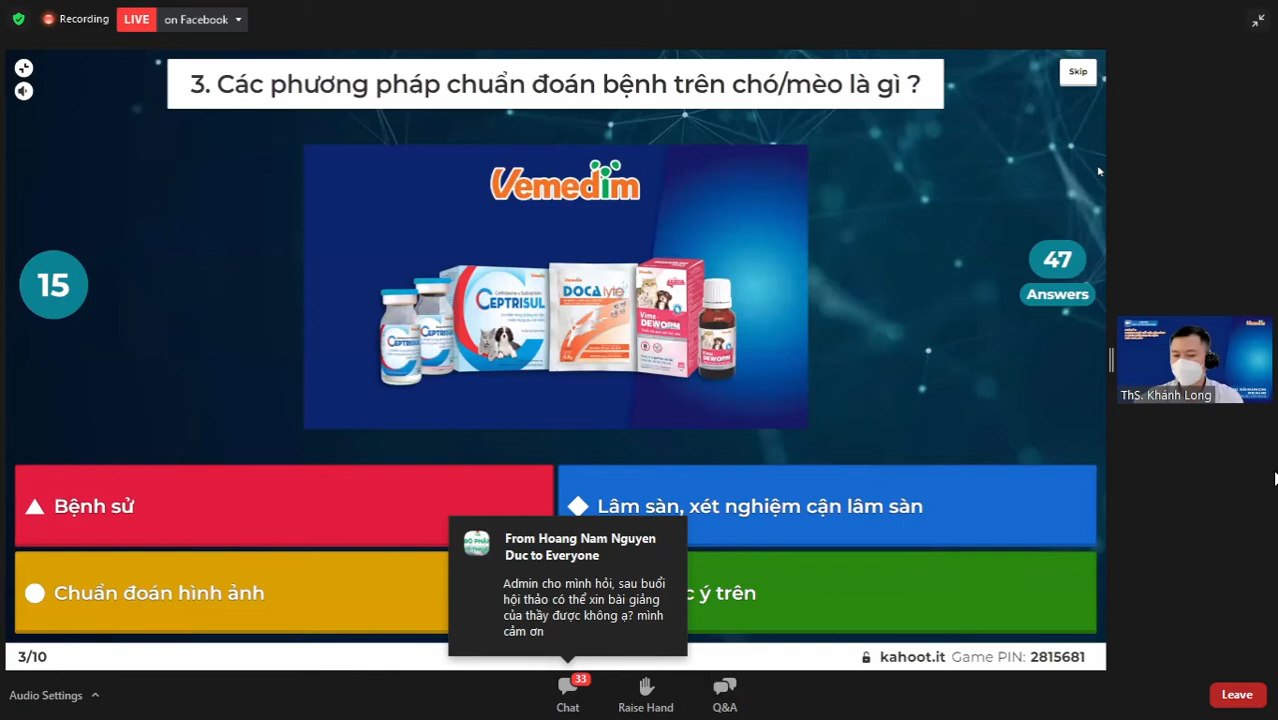 Recording
LIVE on Facebook
3. Các phương pháp chuẩn đoán bệnh trên chó/mèo là gì ?
Skip
Vemedim
15
47
Answers
CEPTRISUL
DOCAlyte
Vime
DEWORM
ThS. Khánh Long
Bệnh sử
Lâm sàn, xét nghiệm cận lâm sàn
Chuẩn đoán hình ảnh
c ý trên
From Hoang Nam Nguyen
Duc to Everyone
Admin cho mình hỏi, sau buổi
hội thảo có thể xin bài giảng
của thầy được không ạ? mình
cảm ơn
3/10
kahoot.it Game PIN: 2815681
Audio Settings
33
Chat
Raise Hand
Q&A
Leave